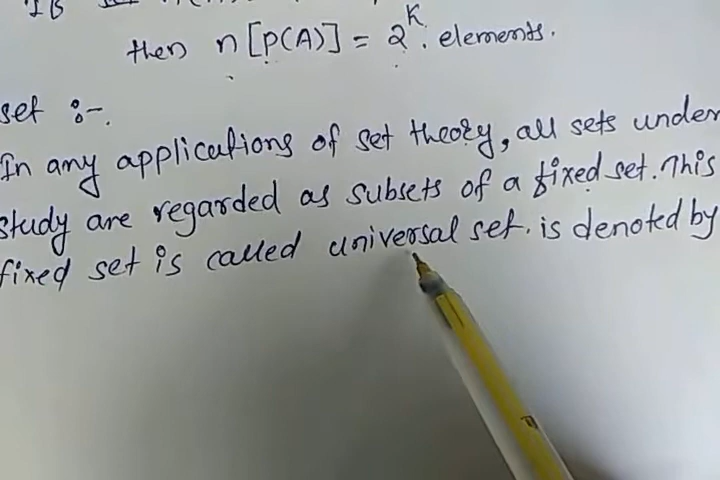 If
then n[P(A)] = 2^K. elements.
set :-.
In any applications of set theory, all sets under
study are regarded as subsets of a fixed set. This
fixed set is called universal set. is denoted by